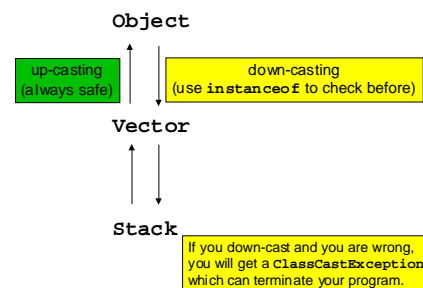 Object
up-casting
(always safe)
down-casting
(use instanceof to check before)
Vector
Stack
If you down-cast and you are wrong,
you will get a ClassCastException
which can terminate your program.